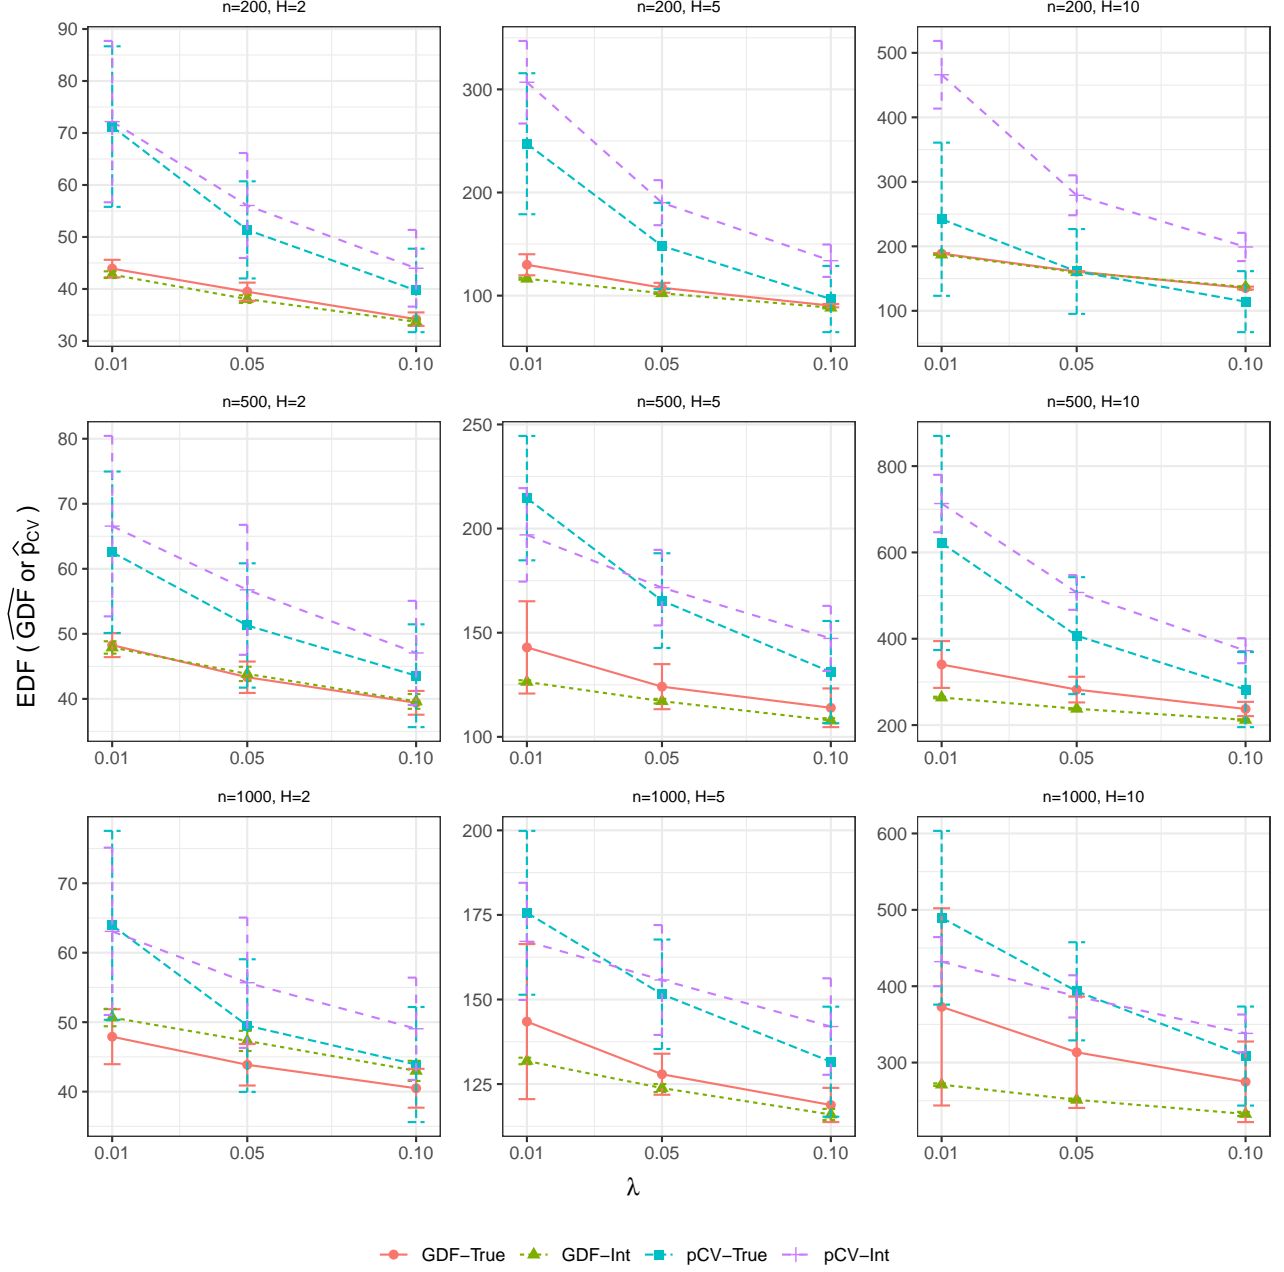 n=200, H=2
n=200, H=5
n=200, H=10
90
80
70
60
50
40
30
0.01 0.05 0.10
300
200
100
0.01 0.05 0.10
500
400
300
200
100
0.01 0.05 0.10
n=500, H=2
n=500, H=5
n=500, H=10
80
70
60
50
40
0.01 0.05 0.10
250
200
150
100
0.01 0.05 0.10
800
600
400
200
0.01 0.05 0.10
n=1000, H=2
n=1000, H=5
n=1000, H=10
70
60
50
40
0.01 0.05 0.10
200
175
150
125
0.01 0.05 0.10
600
500
400
300
0.01 0.05 0.10
EDF ( \widehat{GDF} or p̂_CV )
λ
GDF−True GDF−Int pCV−True pCV−Int